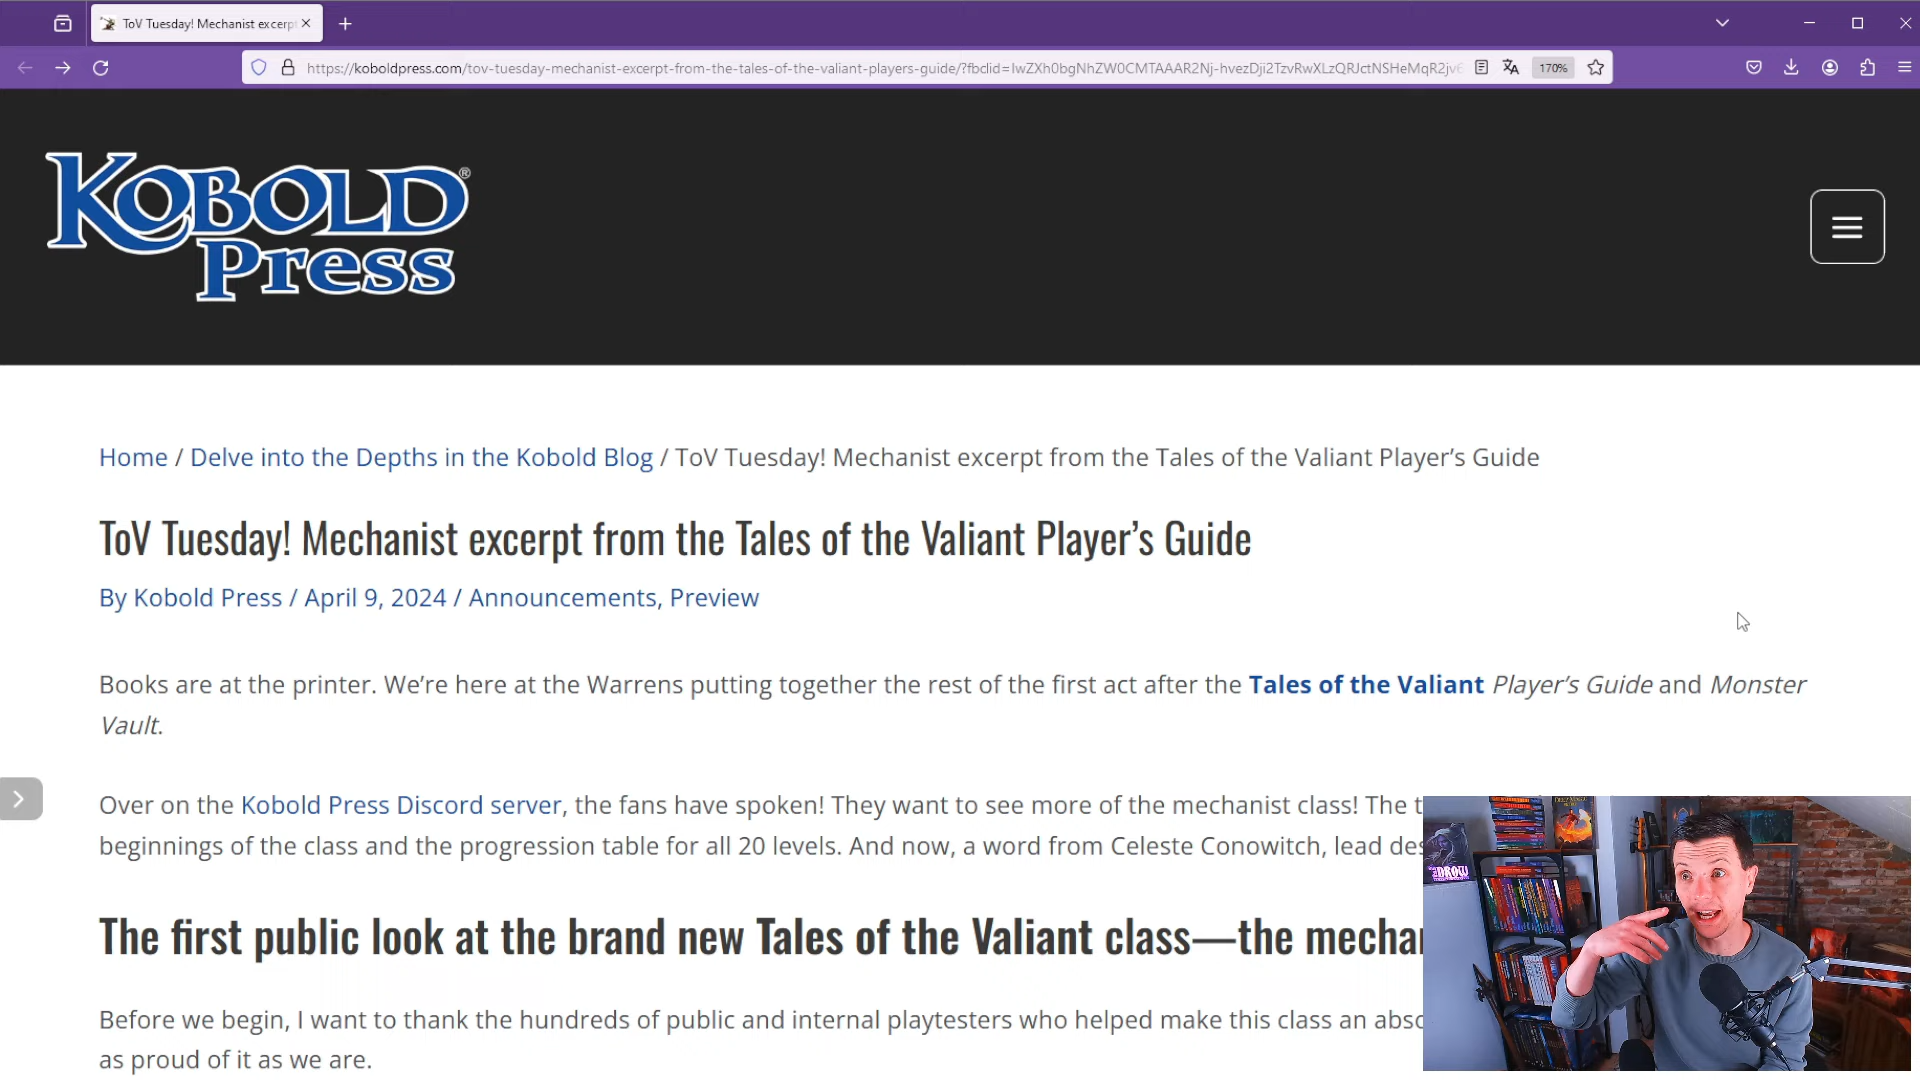 ToV Tuesday! Mechanist excerpt
https://koboldpress.com/tov-tuesday-mechanist-excerpt-from-the-tales-of-the-valiant-players-guide/?fbclid=
170%
KOBOLD
Press®
Home / Delve into the Depths in the Kobold Blog / ToV Tuesday! Mechanist excerpt from the Tales of the Valiant Player’s Guide
ToV Tuesday! Mechanist excerpt from the Tales of the Valiant Player’s Guide
By Kobold Press / April 9, 2024 / Announcements, Preview
Books are at the printer. We’re here at the Warrens putting together the rest of the first act after the Tales of the Valiant Player’s Guide and Monster
Vault.
Over on the Kobold Press Discord server, the fans have spoken! They want to see more of the mechanist class! The t
beginnings of the class and the progression table for all 20 levels. And now, a word from Celeste Conowitch, lead des
The first public look at the brand new Tales of the Valiant class—the mechan
Before we begin, I want to thank the hundreds of public and internal playtesters who helped make this class an abso
as proud of it as we are.
DROW